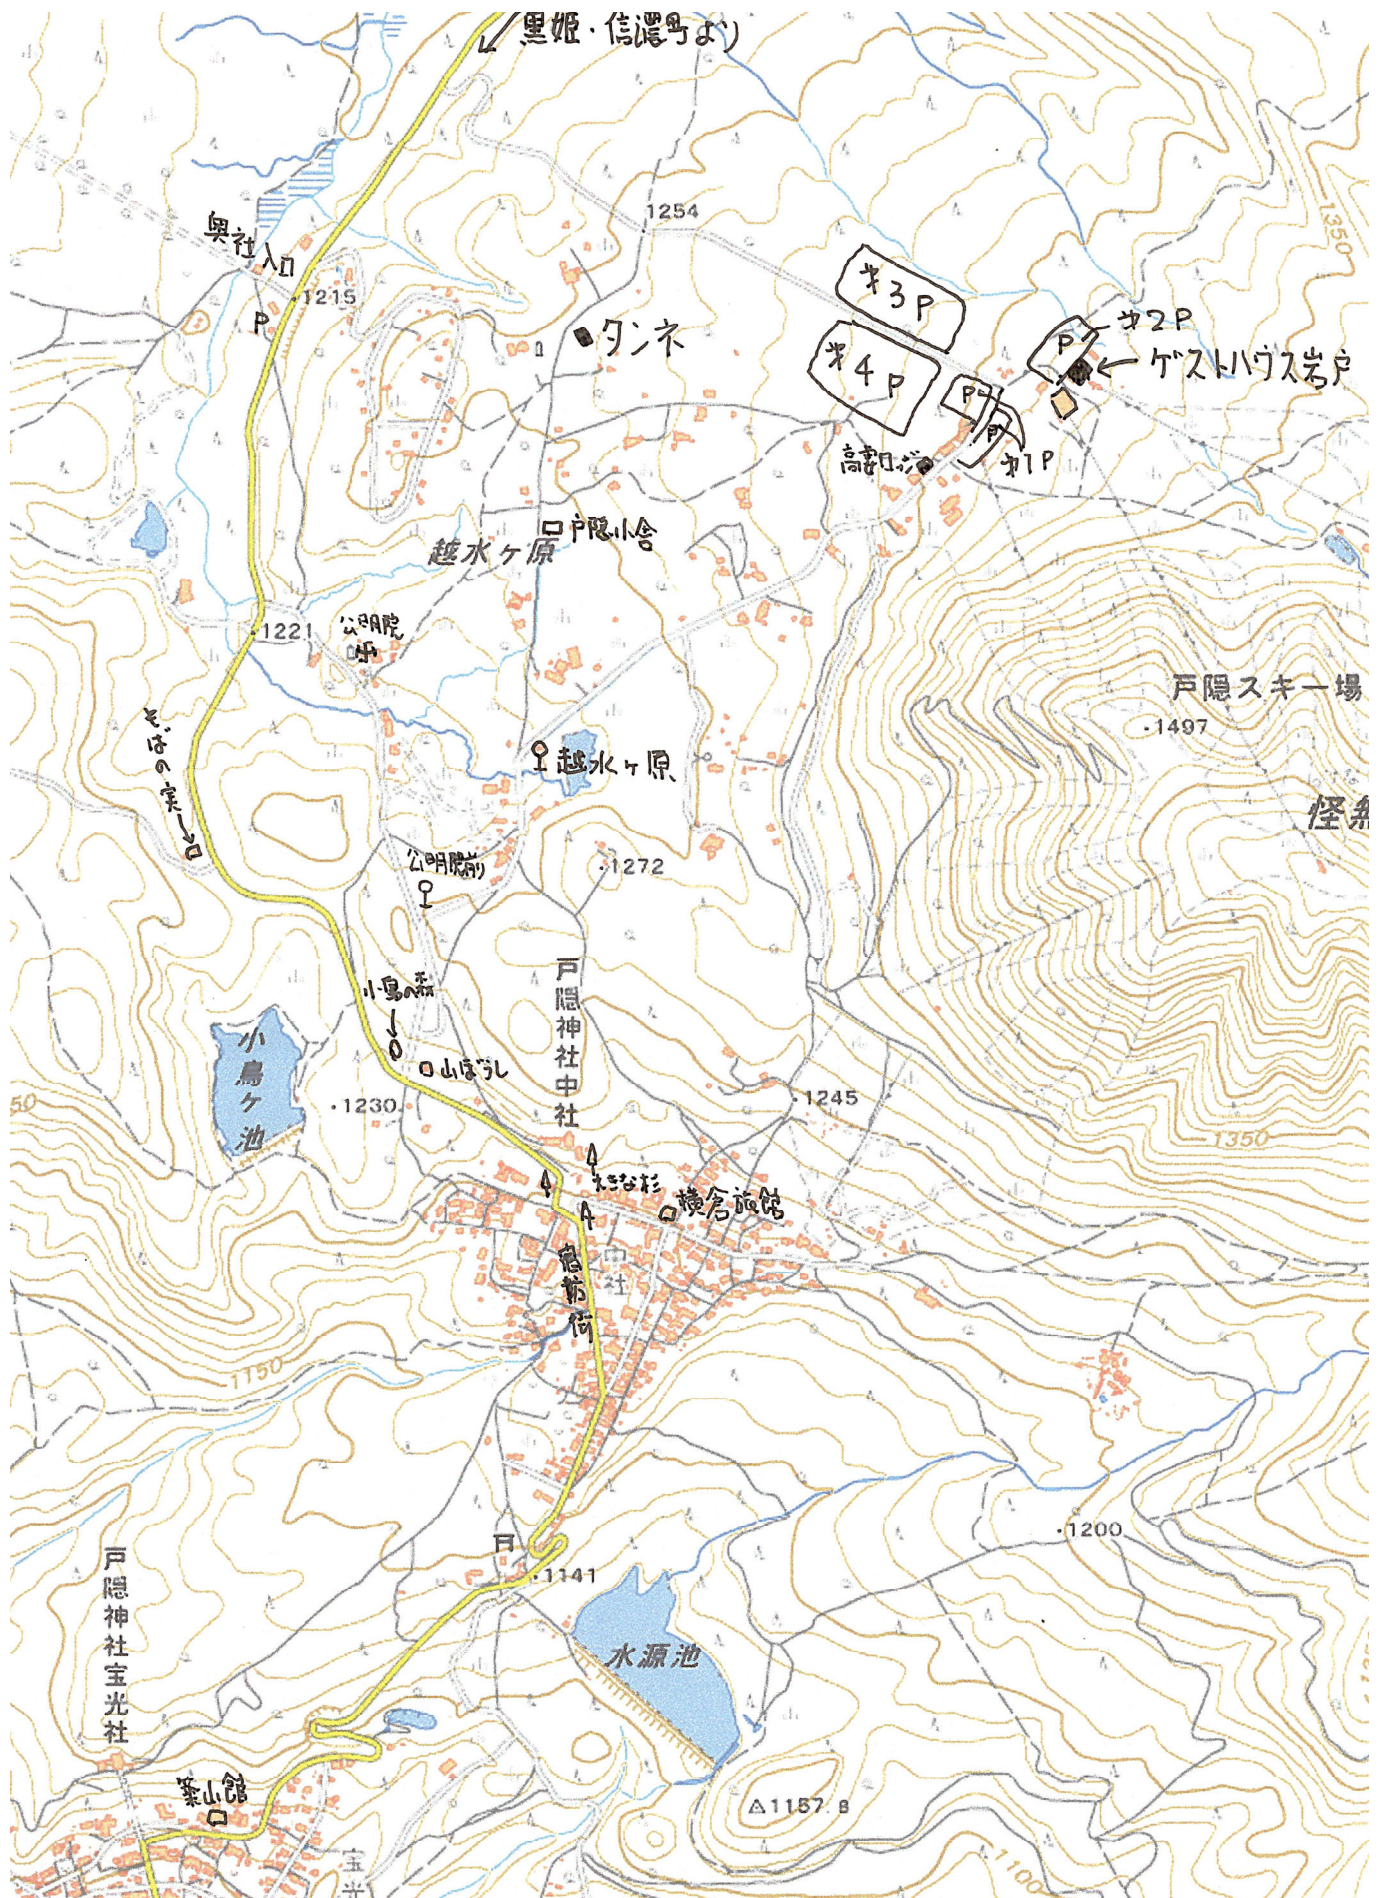 黒姫・信濃町より
1350
1254
奥社入口
1215
P
タンネ
第3P
第4P
P
第2P
ゲストハウス岩戸
P
P
第1P
高妻ロッジ
戸隠小舎
越水ヶ原
1221
公明院
戸隠スキー場
1497
そばの実
越水ヶ原
怪無
公明院前
1272
小鳥の森
戸隠神社中社
小鳥ヶ池
山ぼうし
50
1230
1245
1350
大きな杉
横倉旅館
中社
宿坊街
1150
1200
1141
戸隠神社宝光社
水源池
築山館
1157.8
宝光
1100